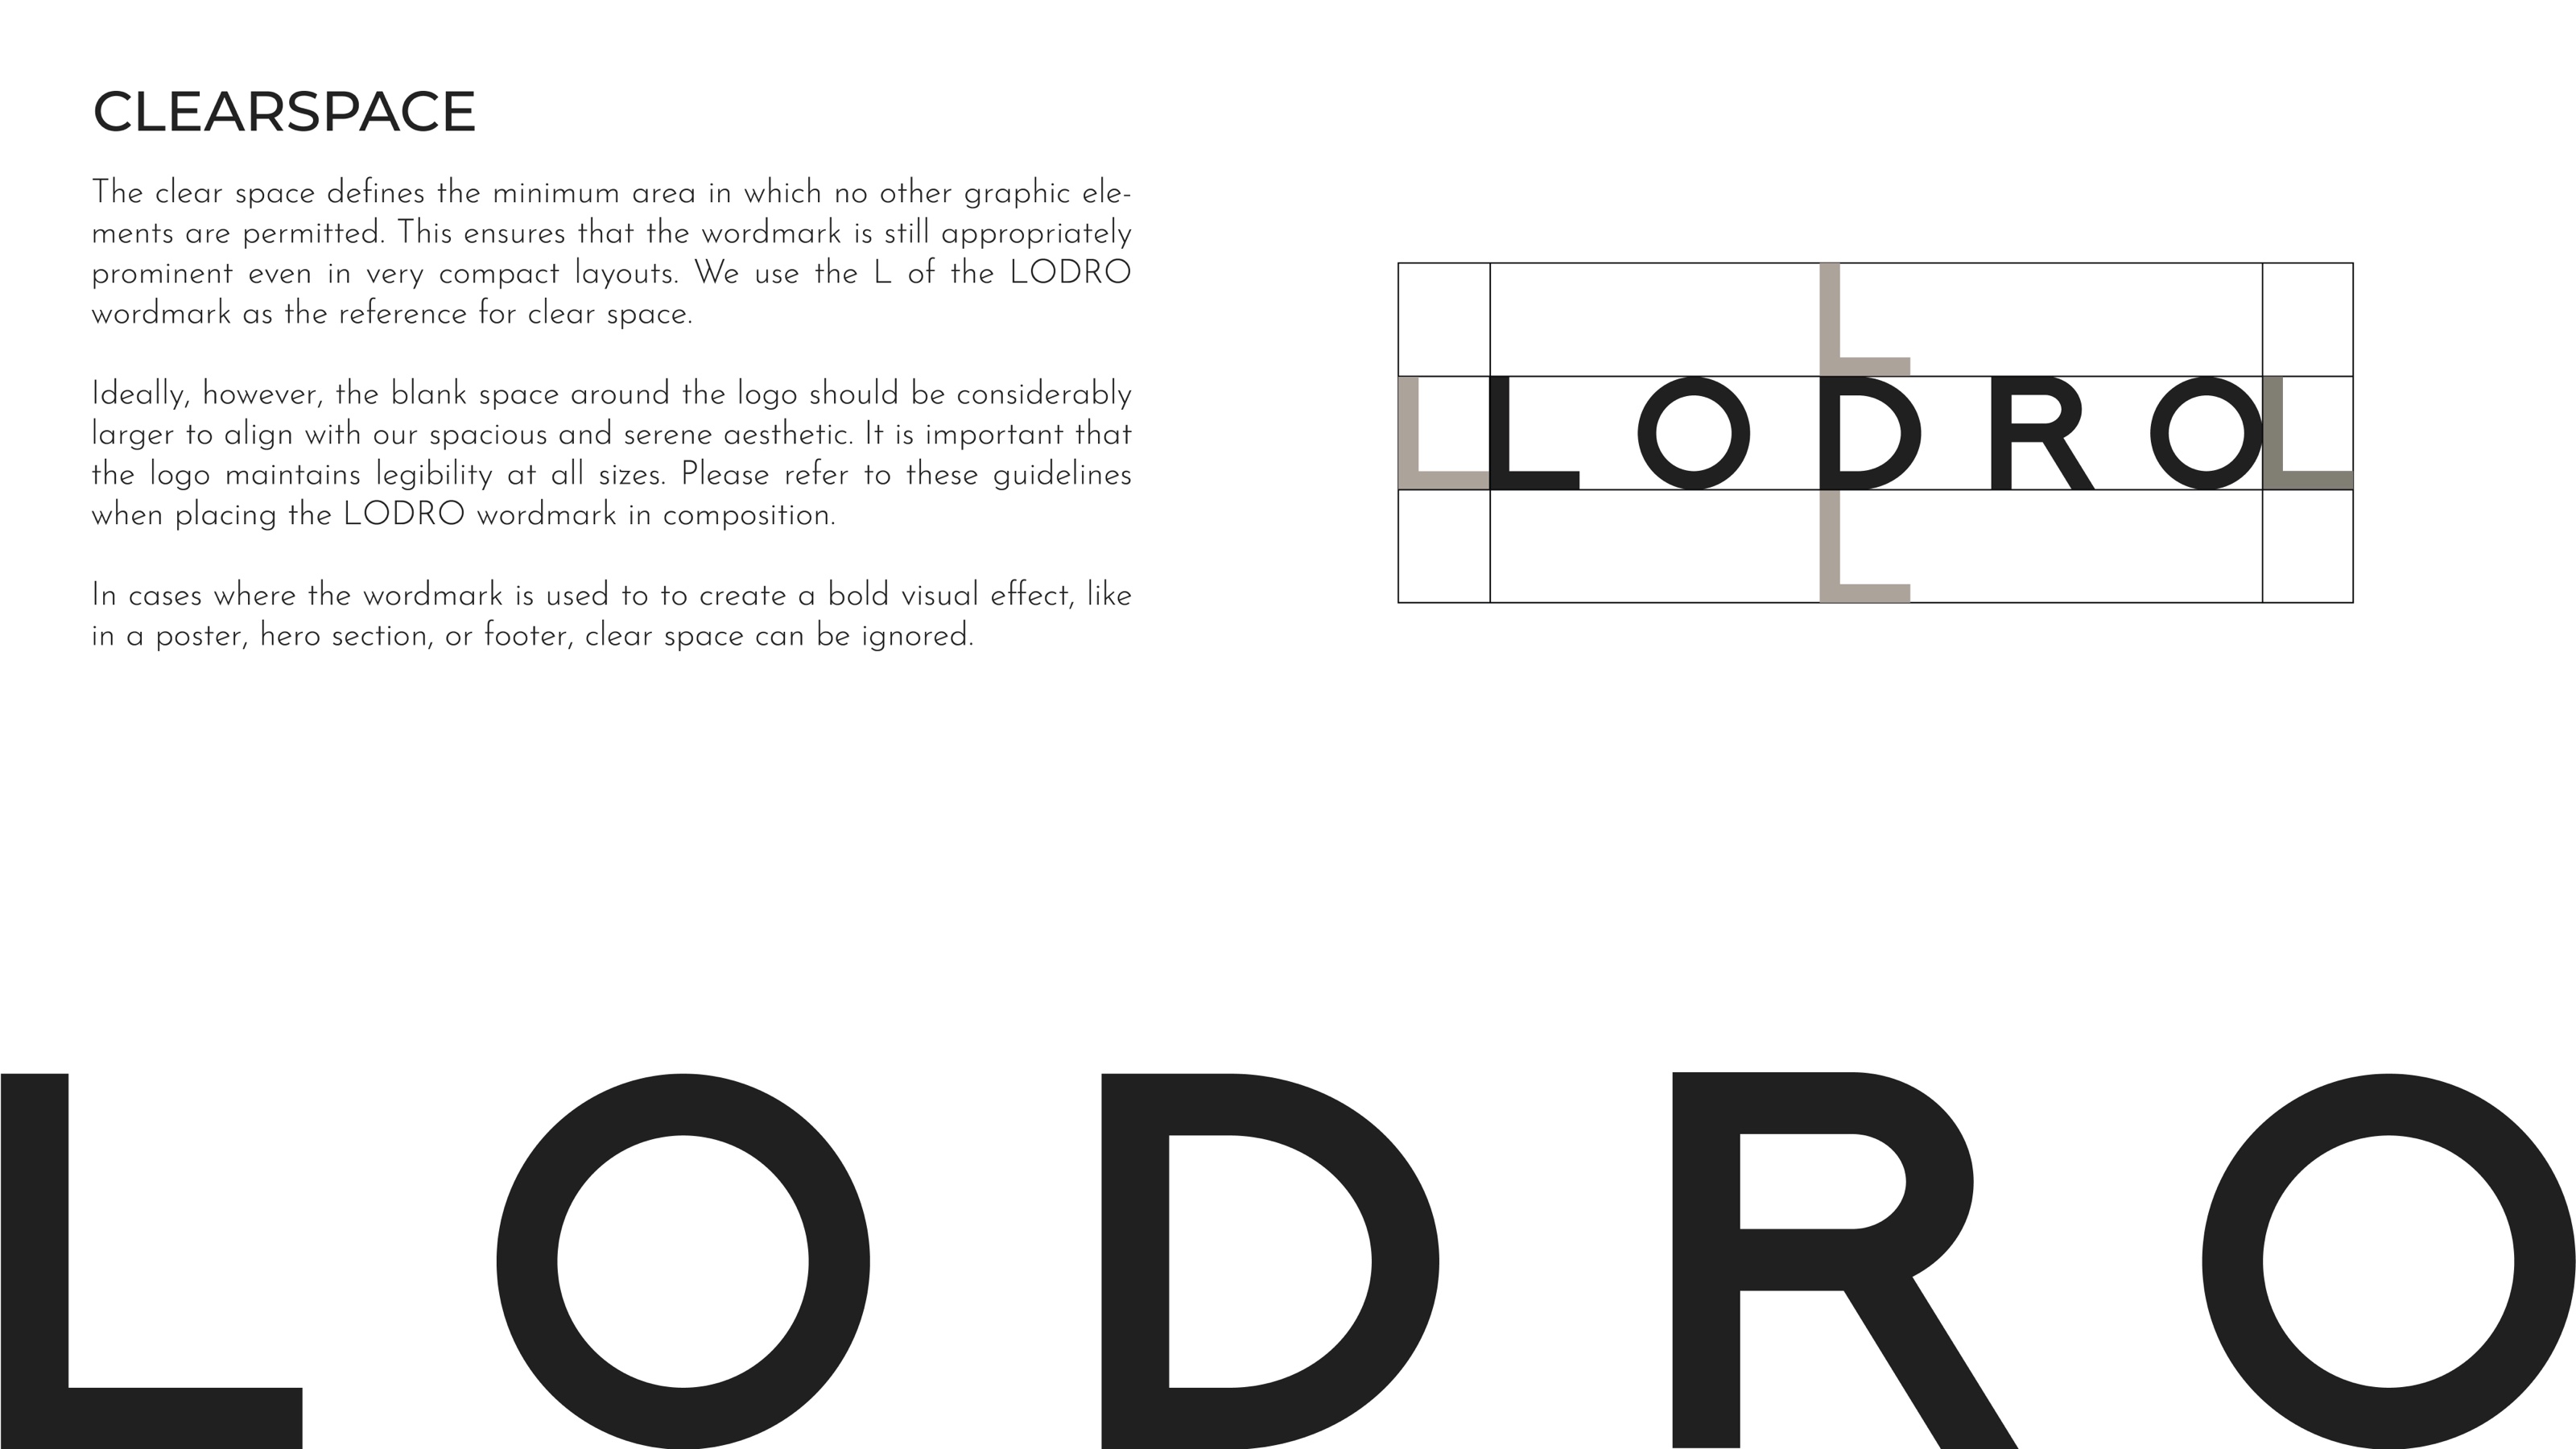 CLEARSPACE
The clear space defines the minimum area in which no other graphic ele-
ments are permitted. This ensures that the wordmark is still appropriately
prominent even in very compact layouts. We use the L of the LODRO
wordmark as the reference for clear space.
Ideally, however, the blank space around the logo should be considerably
larger to align with our spacious and serene aesthetic. It is important that
the logo maintains legibility at all sizes. Please refer to these guidelines
when placing the LODRO wordmark in composition.
In cases where the wordmark is used to to create a bold visual effect, like
in a poster, hero section, or footer, clear space can be ignored.
L
L LODRO L
L
LODRO